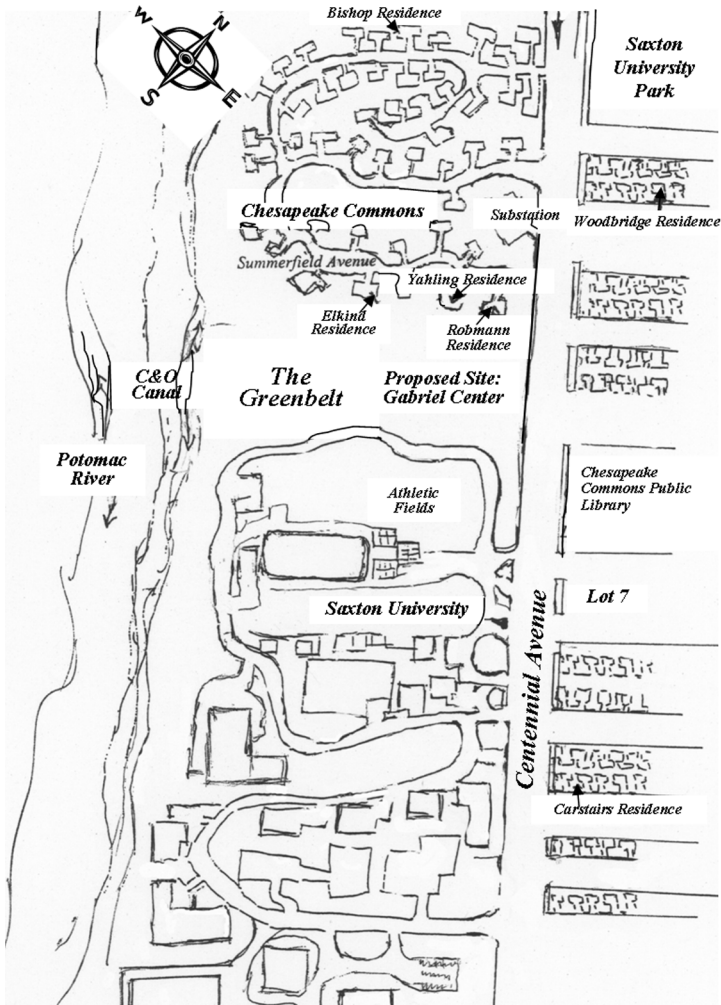 Bishop Residence
W
N
S
E
Saxton
University
Park
Chesapeake Commons
Substation
Woodbridge Residence
Summerfield Avenue
Yahling Residence
Elkind
Residence
Robmann
Residence
C&O
Canal
The
Greenbelt
Proposed Site:
Gabriel Center
Potomac
River
Athletic
Fields
Chesapeake
Commons Public
Library
Saxton University
Lot 7
Centennial Avenue
Carstairs Residence